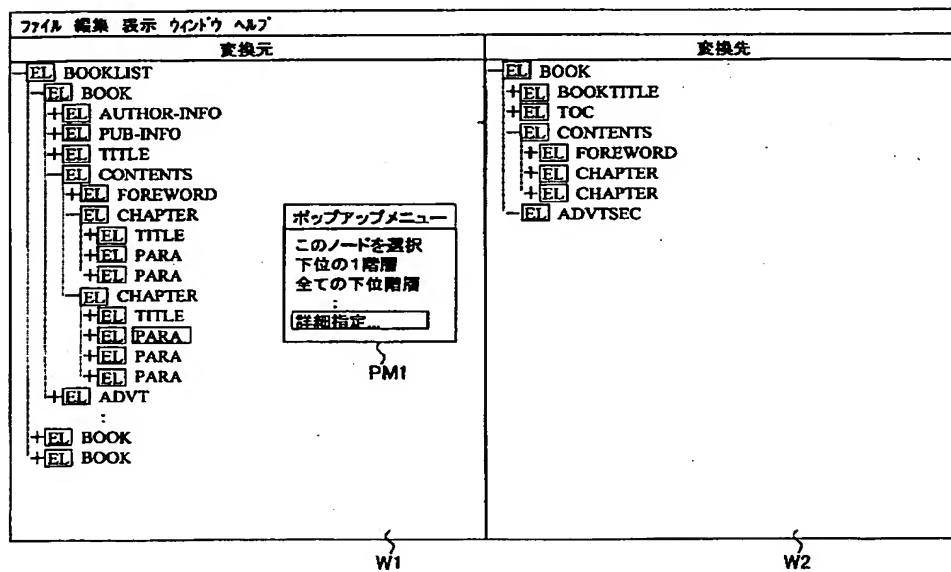 ファイル 編集 表示 ウィンドウ ヘルプ
変換元
EL BOOKLIST
EL BOOK
+EL AUTHOR-INFO
+EL PUB-INFO
+EL TITLE
EL CONTENTS
+EL FOREWORD
EL CHAPTER
+EL TITLE
+EL PARA
+EL PARA
EL CHAPTER
+EL TITLE
+EL PARA
+EL PARA
+EL PARA
+EL ADVT
:
+EL BOOK
+EL BOOK
ポップアップメニュー
このノードを選択
下位の1階層
全ての下位階層
:
詳細指定...
PM1
W1
変換先
EL BOOK
+EL BOOKTITLE
+EL TOC
EL CONTENTS
+EL FOREWORD
+EL CHAPTER
+EL CHAPTER
EL ADVTSEC
W2